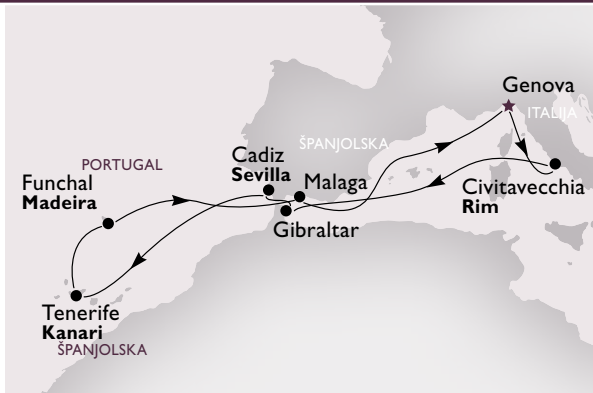 Genova
ITALIJA
ŠPANJOLSKA
Cadiz
Sevilla
PORTUGAL
Funchal
Madeira
Malaga
Civitavecchia
Rim
Gibraltar
Tenerife
Kanari
ŠPANJOLSKA